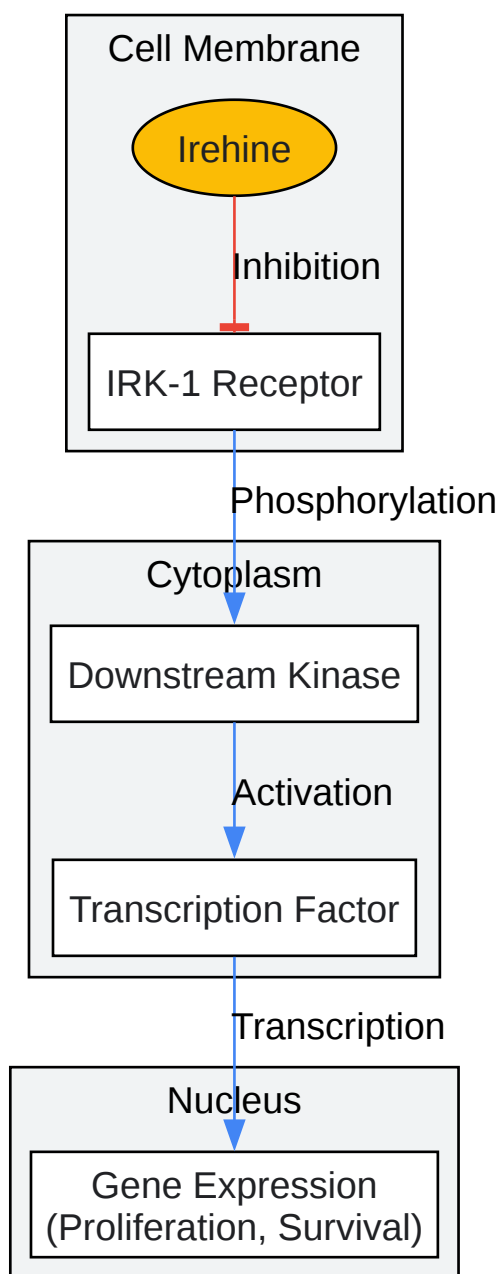 Cell Membrane
Irehine
Inhibition
IRK-1 Receptor
Phosphorylation
Cytoplasm
Downstream Kinase
Activation
Transcription Factor
Transcription
Nucleus
Gene Expression
(Proliferation, Survival)